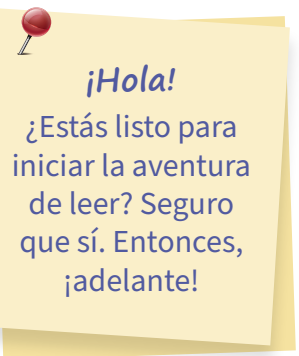 ¡Hola!
¿Estás listo para
iniciar la aventura
de leer? Seguro
que sí. Entonces,
¡adelante!